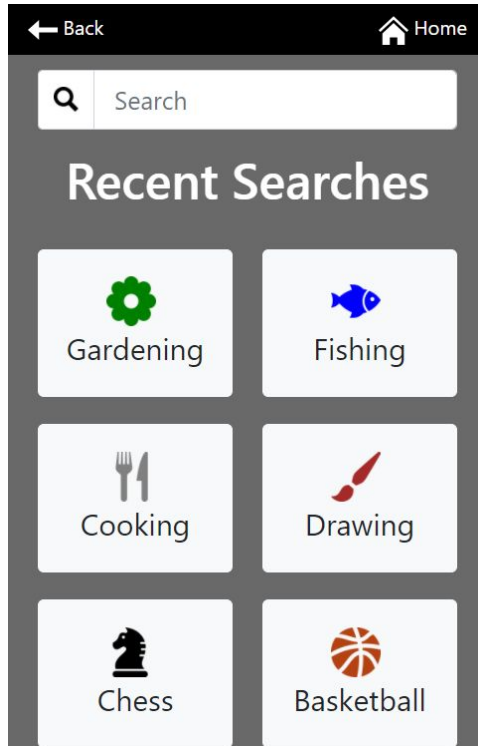 Back
Home
Search
Recent Searches
Gardening
Fishing
Cooking
Drawing
Chess
Basketball